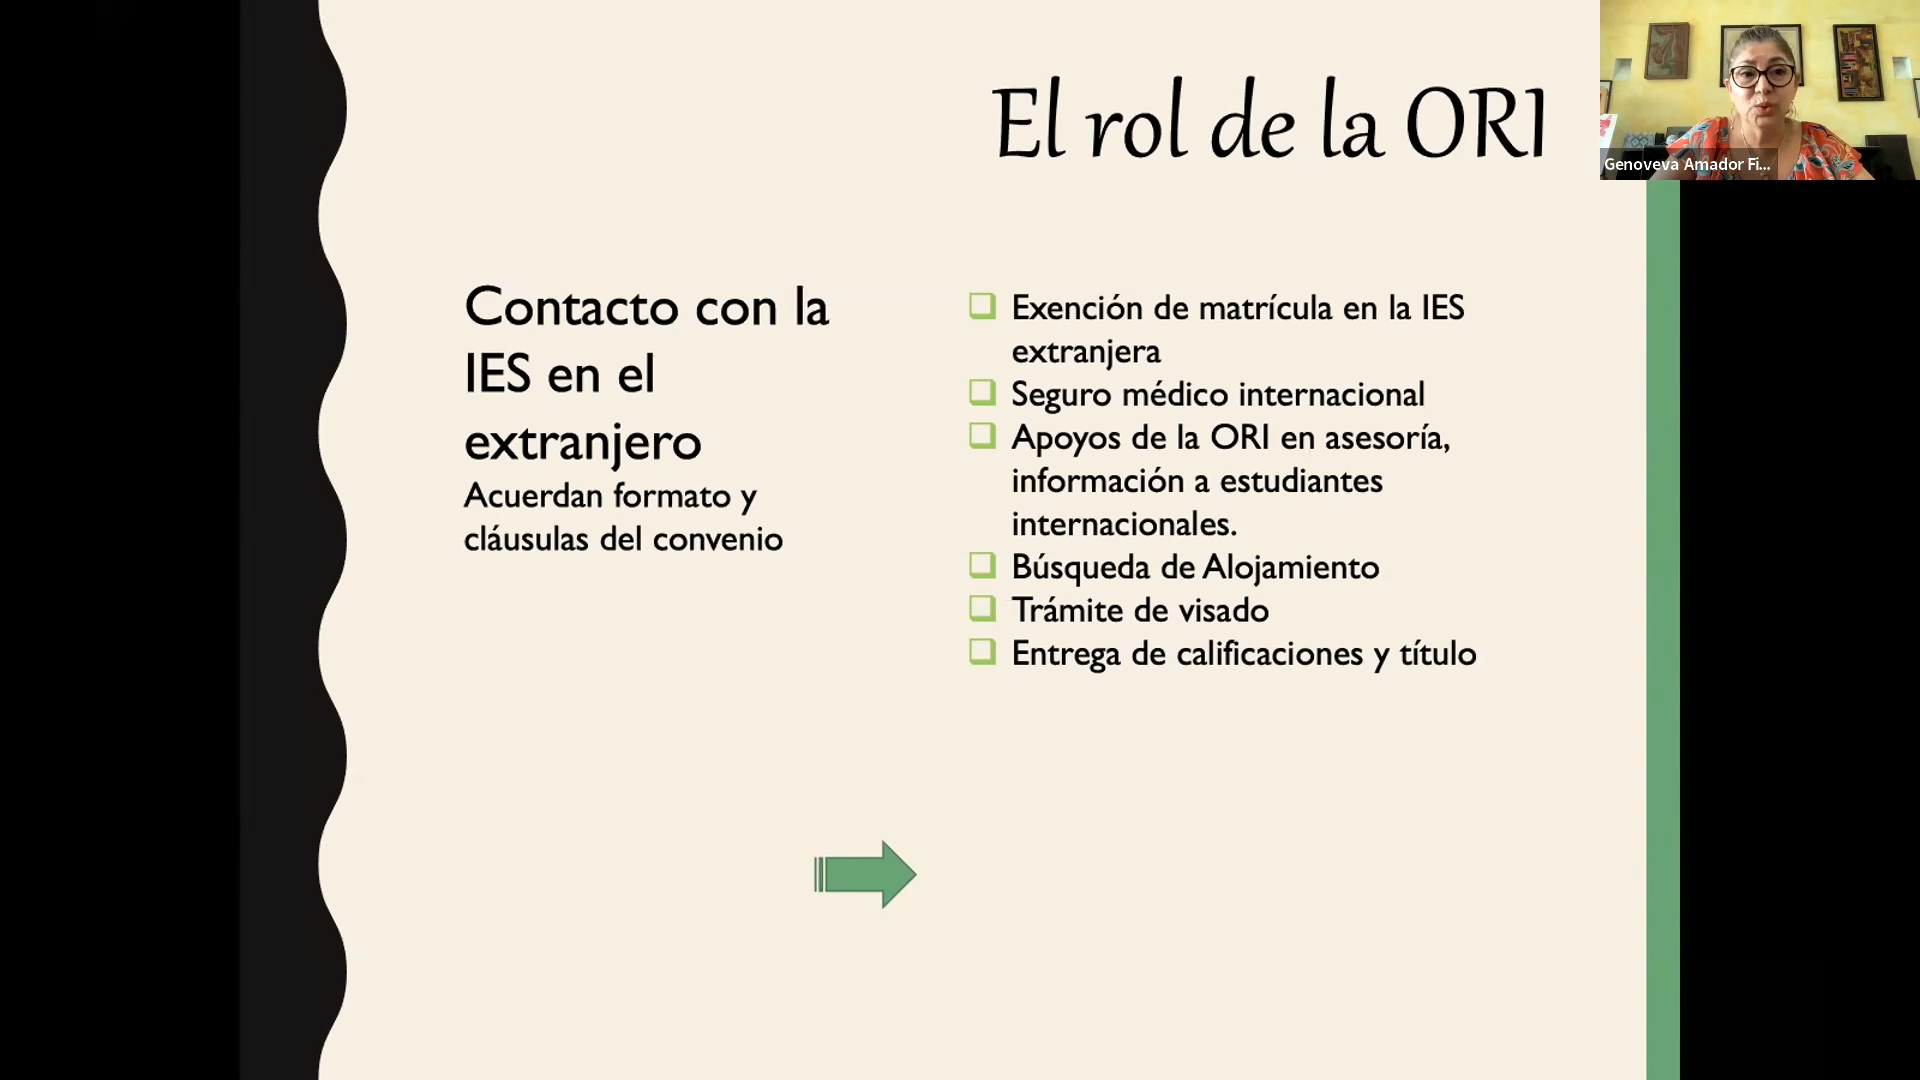 El rol de la ORI
Genoveva Amador Fi...
Contacto con la
IES en el
extranjero
Acuerdan formato y
cláusulas del convenio
Exención de matrícula en la IES
extranjera
Seguro médico internacional
Apoyos de la ORI en asesoría,
información a estudiantes
internacionales.
Búsqueda de Alojamiento
Trámite de visado
Entrega de calificaciones y título